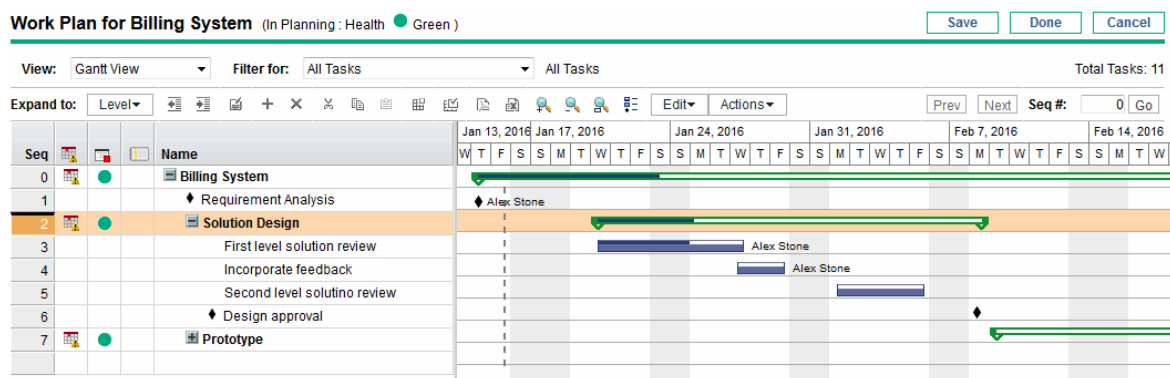 Work Plan for Billing System (In Planning : Health Green )
Save Done Cancel
View: Gantt View Filter for: All Tasks All Tasks Total Tasks: 11
Expand to: Level Edit Actions Prev Next Seq #: 0 Go
Jan 13, 2016 Jan 17, 2016 Jan 24, 2016 Jan 31, 2016 Feb 7, 2016 Feb 14, 2016
Seq Name W T F S S M T W T F S S M T W T F S S M T W T F S S M T W T F S S M T W
0 Billing System
1 Requirement Analysis Alex Stone
2 Solution Design
3 First level solution review Alex Stone
4 Incorporate feedback Alex Stone
5 Second level solutino review
6 Design approval
7 Prototype